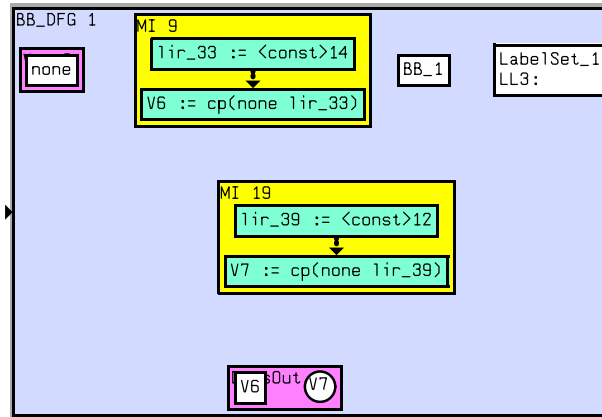 BB_DFG 1
none
MI 9
lir_33 := <const>14
V6 := cp(none lir_33)
BB_1
LabelSet_1
LL3:
MI 19
lir_39 := <const>12
V7 := cp(none lir_39)
V6
V7